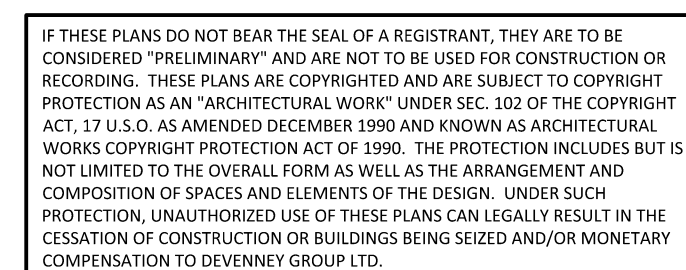 IF THESE PLANS DO NOT BEAR THE SEAL OF A REGISTRANT, THEY ARE TO BE
CONSIDERED "PRELIMINARY" AND ARE NOT TO BE USED FOR CONSTRUCTION OR
RECORDING. THESE PLANS ARE COPYRIGHTED AND ARE SUBJECT TO COPYRIGHT
PROTECTION AS AN "ARCHITECTURAL WORK" UNDER SEC. 102 OF THE COPYRIGHT
ACT, 17 U.S.O. AS AMENDED DECEMBER 1990 AND KNOWN AS ARCHITECTURAL
WORKS COPYRIGHT PROTECTION ACT OF 1990. THE PROTECTION INCLUDES BUT IS
NOT LIMITED TO THE OVERALL FORM AS WELL AS THE ARRANGEMENT AND
COMPOSITION OF SPACES AND ELEMENTS OF THE DESIGN. UNDER SUCH
PROTECTION, UNAUTHORIZED USE OF THESE PLANS CAN LEGALLY RESULT IN THE
CESSATION OF CONSTRUCTION OR BUILDINGS BEING SEIZED AND/OR MONETARY
COMPENSATION TO DEVENNEY GROUP LTD.